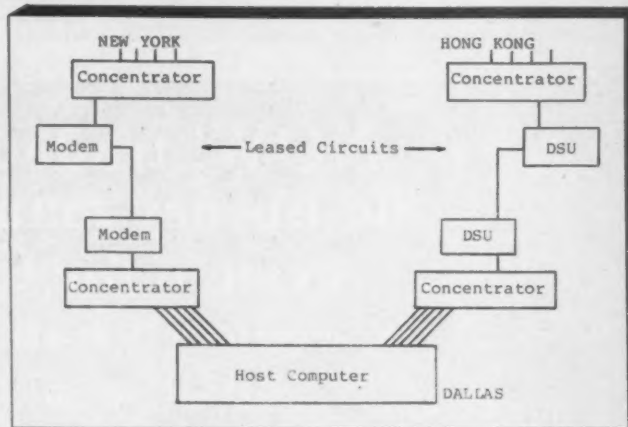 NEW YORK
HONG KONG
Concentrator
Concentrator
Modem
Leased Circuits
DSU
Modem
DSU
Concentrator
Concentrator
Host Computer
DALLAS